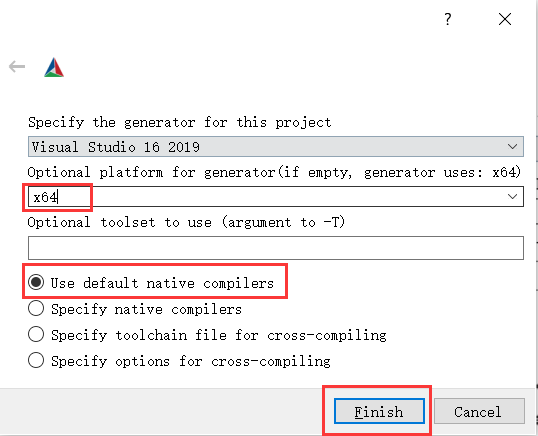 ?
Specify the generator for this project
Visual Studio 16 2019
Optional platform for generator(if empty, generator uses: x64)
x64
Optional toolset to use (argument to -T)
Use default native compilers
Specify native compilers
Specify toolchain file for cross-compiling
Specify options for cross-compiling
Finish Cancel